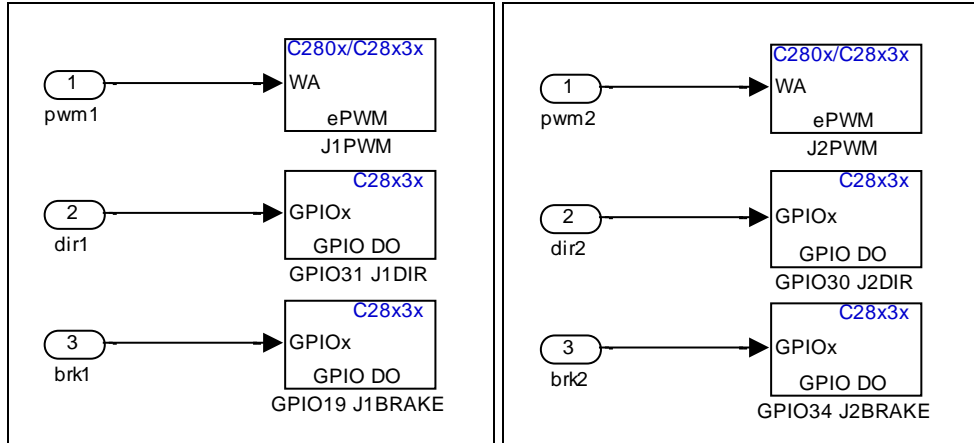 C280x/C28x3x
1
WA
pwm1
ePWM
J1PWM
C28x3x
2
GPIOx
dir1
GPIO DO
GPIO31 J1DIR
C28x3x
3
GPIOx
brk1
GPIO DO
GPIO19 J1BRAKE
C280x/C28x3x
1
WA
pwm2
ePWM
J2PWM
C28x3x
2
GPIOx
dir2
GPIO DO
GPIO30 J2DIR
C28x3x
3
GPIOx
brk2
GPIO DO
GPIO34 J2BRAKE